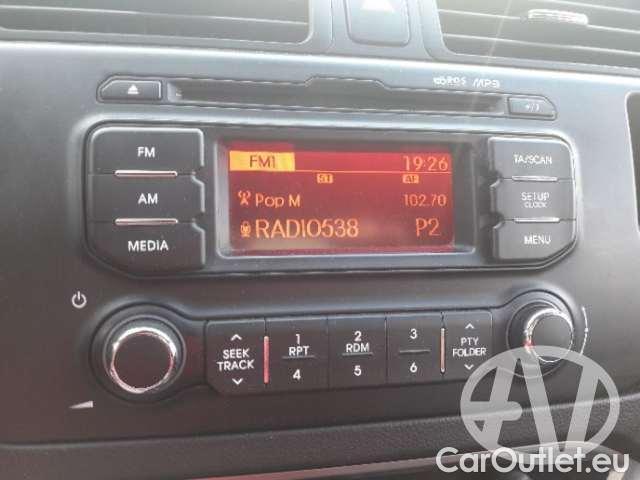 RDS MP3
FM
FM1 19:26
TA/SCAN
ST AF
AM
Pop M 102.70
SETUP
CLOCK
MEDIA
RADIO538 P2
MENU
SEEK
TRACK
1 2 3
RPT RDM
4 5 6
PTY
FOLDER
CarOutlet.eu